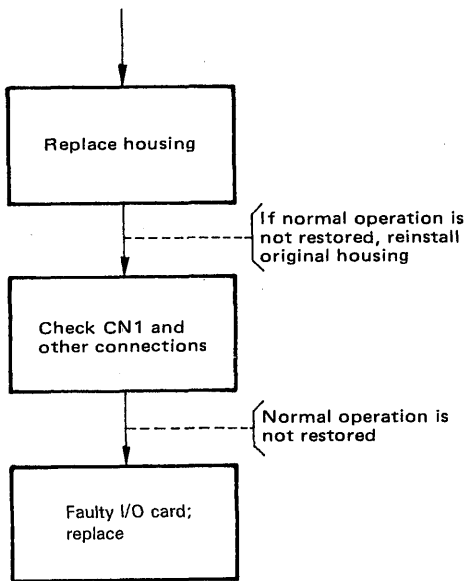 Replace housing
If normal operation is
not restored, reinstall
original housing
Check CN1 and
other connections
Normal operation is
not restored
Faulty I/O card;
replace